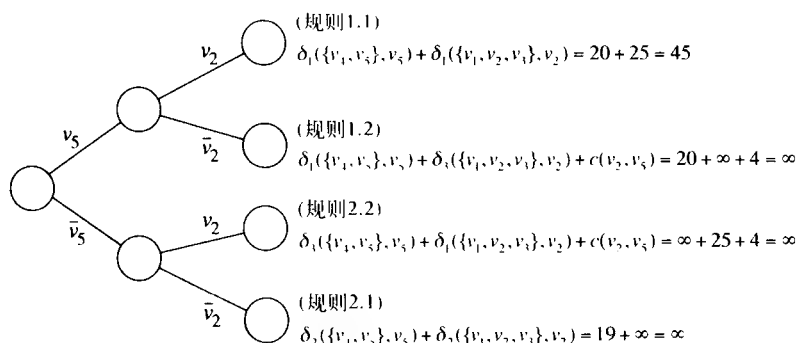 (规则1.1)
v₂
δ₁({v₄,v₅},v₅)+δ₁({v₁,v₂,v₃},v₂)=20+25=45
v₅
(规则1.2)
v̄₂
δ₁({v₄,v₅},v₅)+δ₃({v₁,v₂,v₃},v₂)+c(v₂,v₅)=20+∞+4=∞
(规则2.2)
v̄₅
v₂
δ₃({v₄,v₅},v₅)+δ₁({v₁,v₂,v₃},v₂)+c(v₂,v₅)=∞+25+4=∞
(规则2.1)
v̄₂
δ₂({v₄,v₅},v₅)+δ₂({v₁,v₂,v₃},v₂)=19+∞=∞